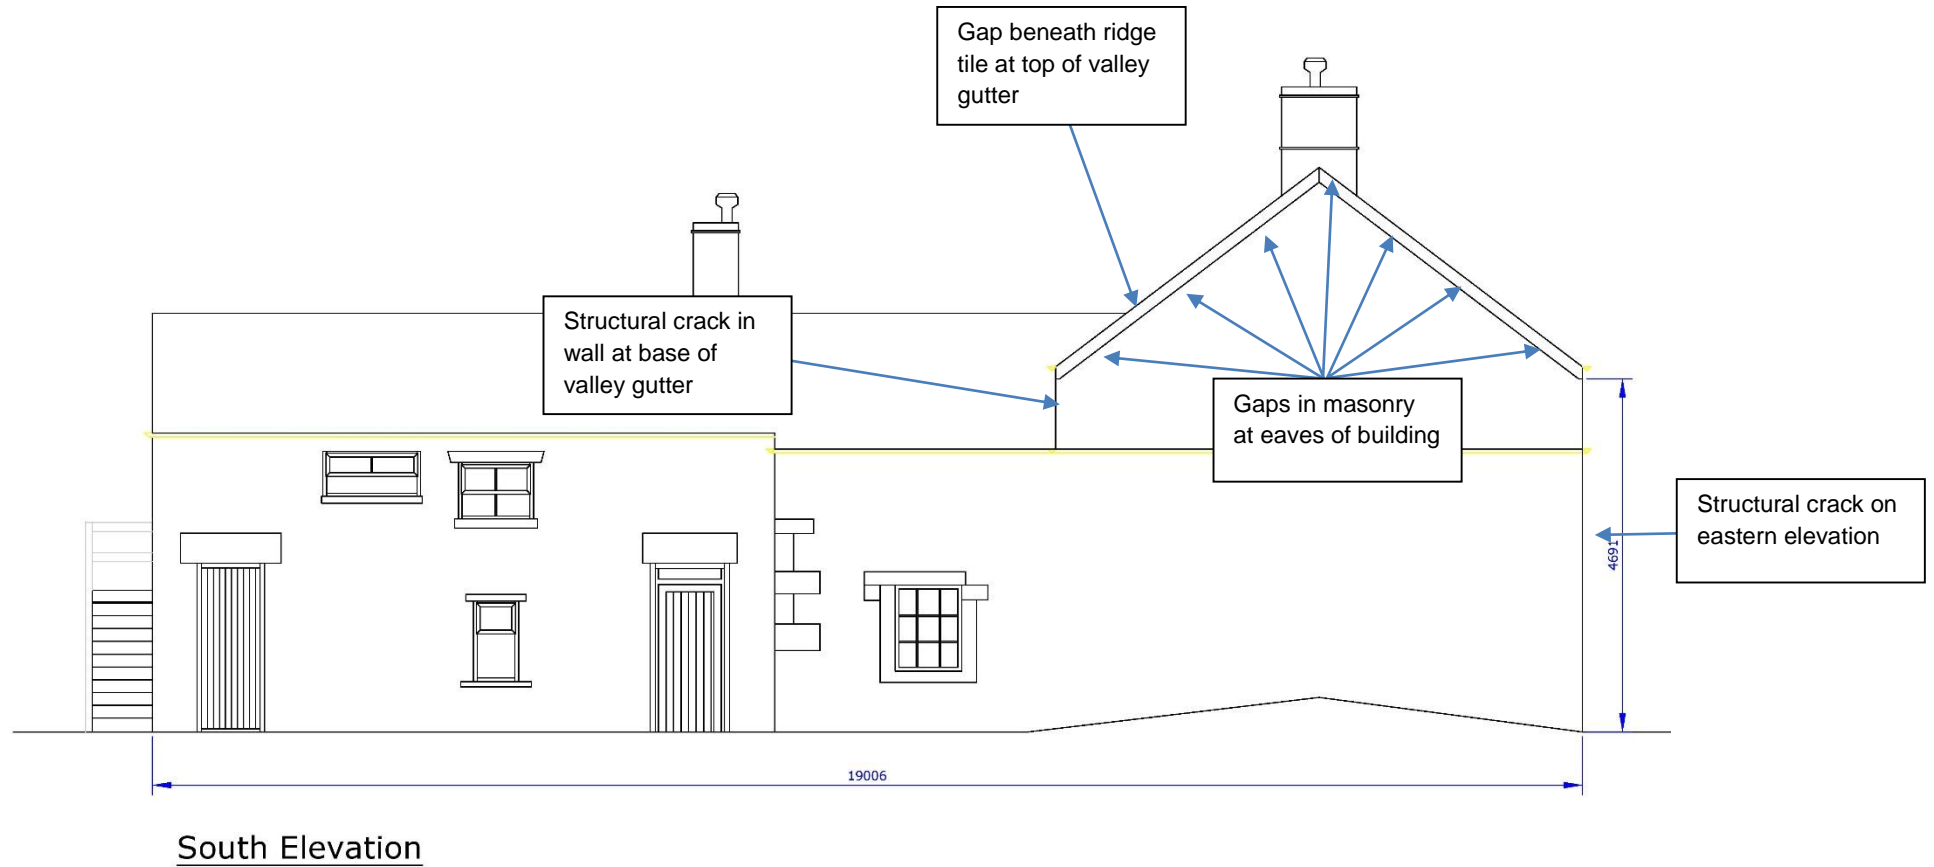 Gap beneath ridge
tile at top of valley
gutter
Structural crack in
wall at base of
valley gutter
Gaps in masonry
at eaves of building
Structural crack on
eastern elevation
4691
19006
South Elevation